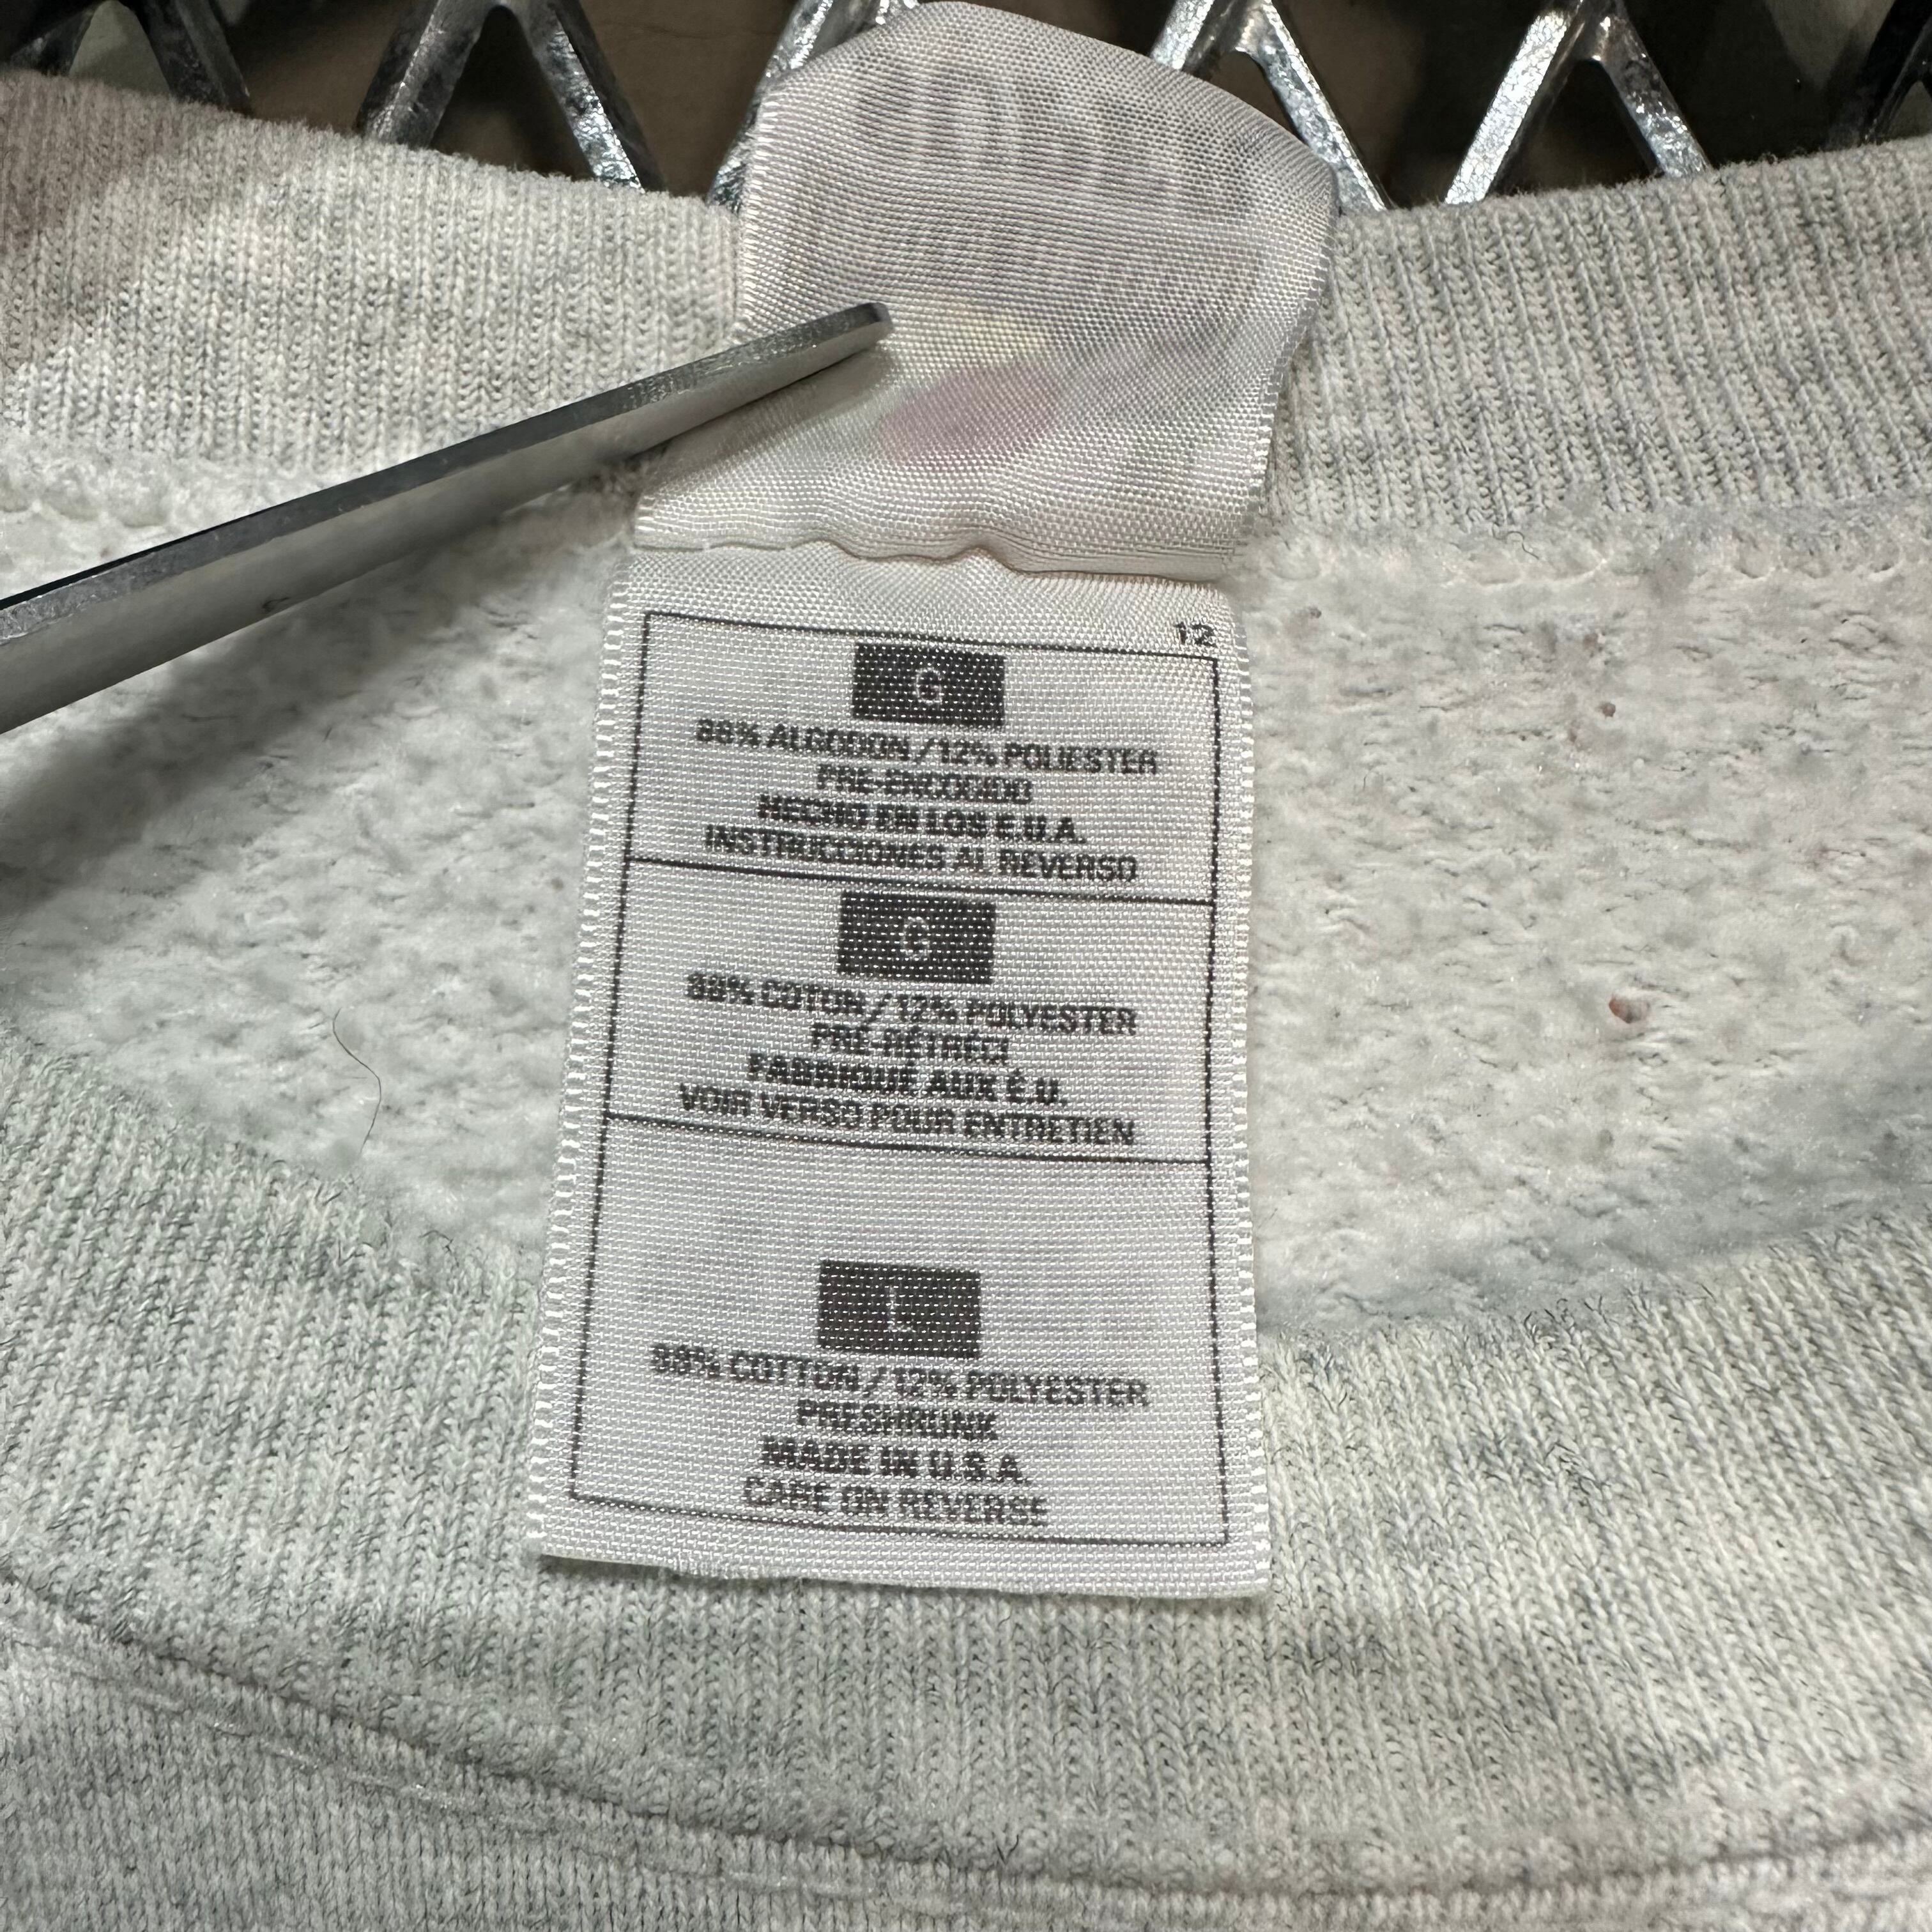 12
G
88% ALGODON / 12% POLIESTER
PRE-ENCOGIDO
HECHO EN LOS E.U.A.
INSTRUCCIONES AL REVERSO
G
88% COTON / 12% POLYESTER
PRÉ-RÉTRÉCI
FABRIQUÉ AUX É.U.
VOIR VERSO POUR ENTRETIEN
L
88% COTTON / 12% POLYESTER
PRESHRUNK
MADE IN U.S.A.
CARE ON REVERSE